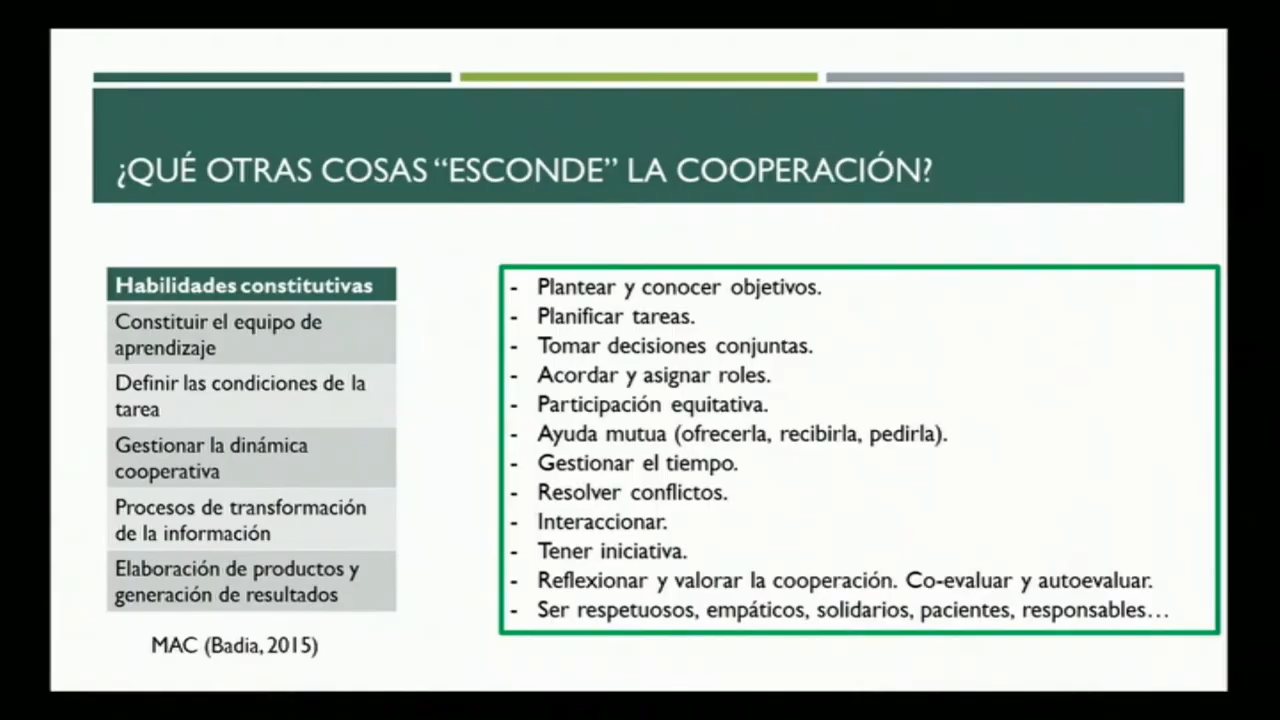 ¿QUÉ OTRAS COSAS “ESCONDE” LA COOPERACIÓN?
Habilidades constitutivas
Constituir el equipo de
aprendizaje
Definir las condiciones de la
tarea
Gestionar la dinámica
cooperativa
Procesos de transformación
de la información
Elaboración de productos y
generación de resultados
MAC (Badia, 2015)
- Plantear y conocer objetivos.
- Planificar tareas.
- Tomar decisiones conjuntas.
- Acordar y asignar roles.
- Participación equitativa.
- Ayuda mutua (ofrecerla, recibirla, pedirla).
- Gestionar el tiempo.
- Resolver conflictos.
- Interaccionar.
- Tener iniciativa.
- Reflexionar y valorar la cooperación. Co-evaluar y autoevaluar.
- Ser respetuosos, empáticos, solidarios, pacientes, responsables…